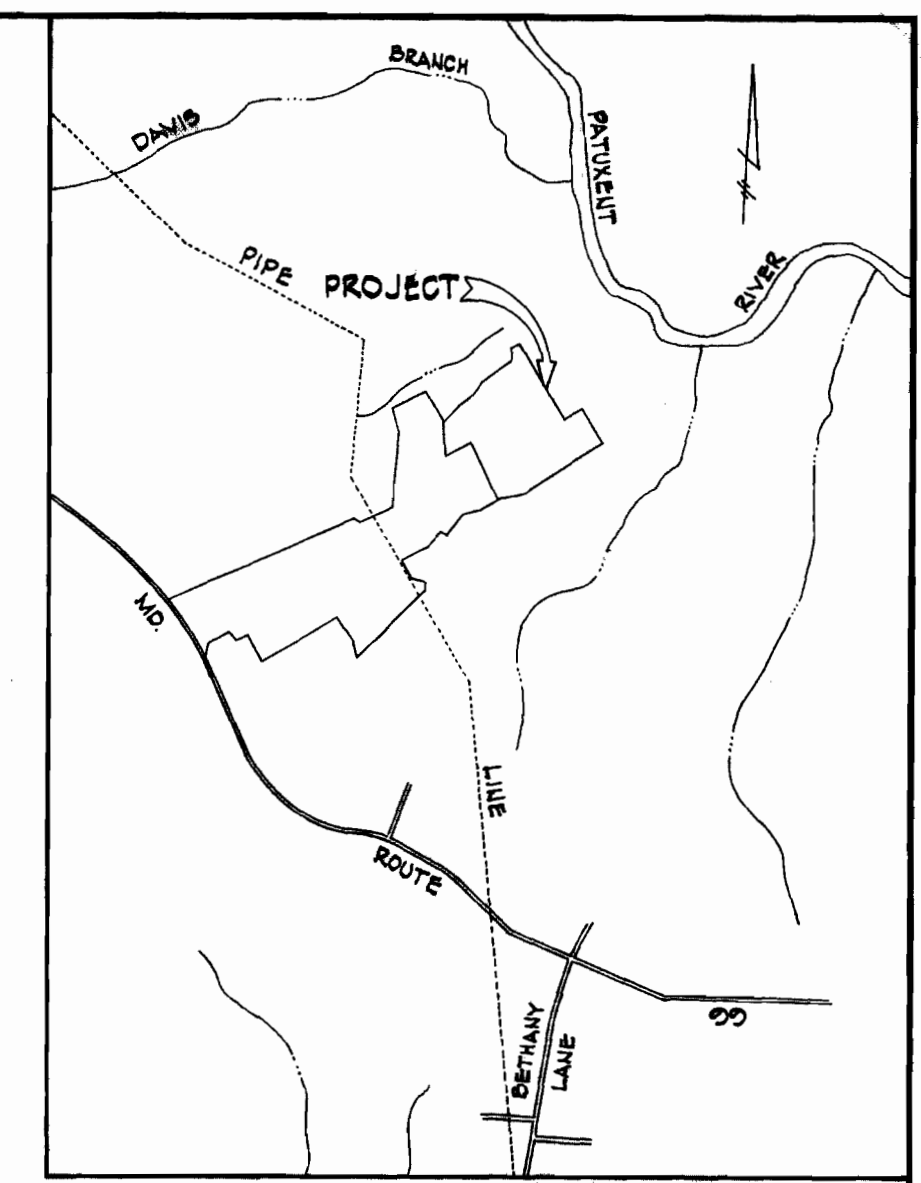 DAVIS
BRANCH
PATUXENT
RIVER
PIPE
PROJECT
MD.
LINE
ROUTE
99
BETHANY
LANE